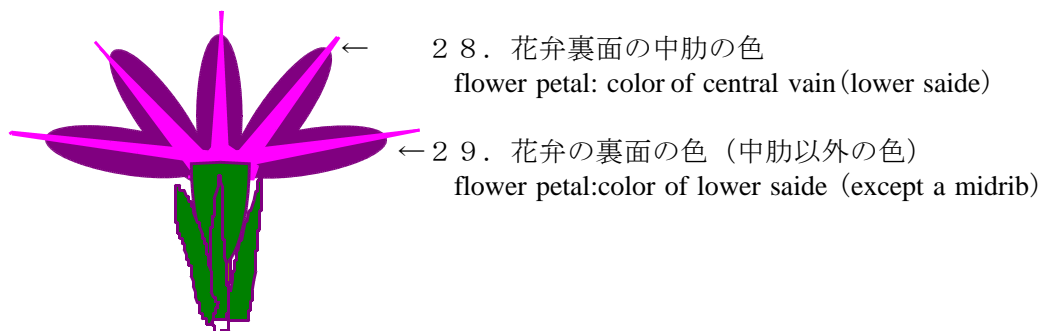 ← ２８．花弁裏面の中肋の色
flower petal: color of central vain(lower saide)
←２９．花弁の裏面の色（中肋以外の色）
flower petal:color of lower saide (except a midrib)